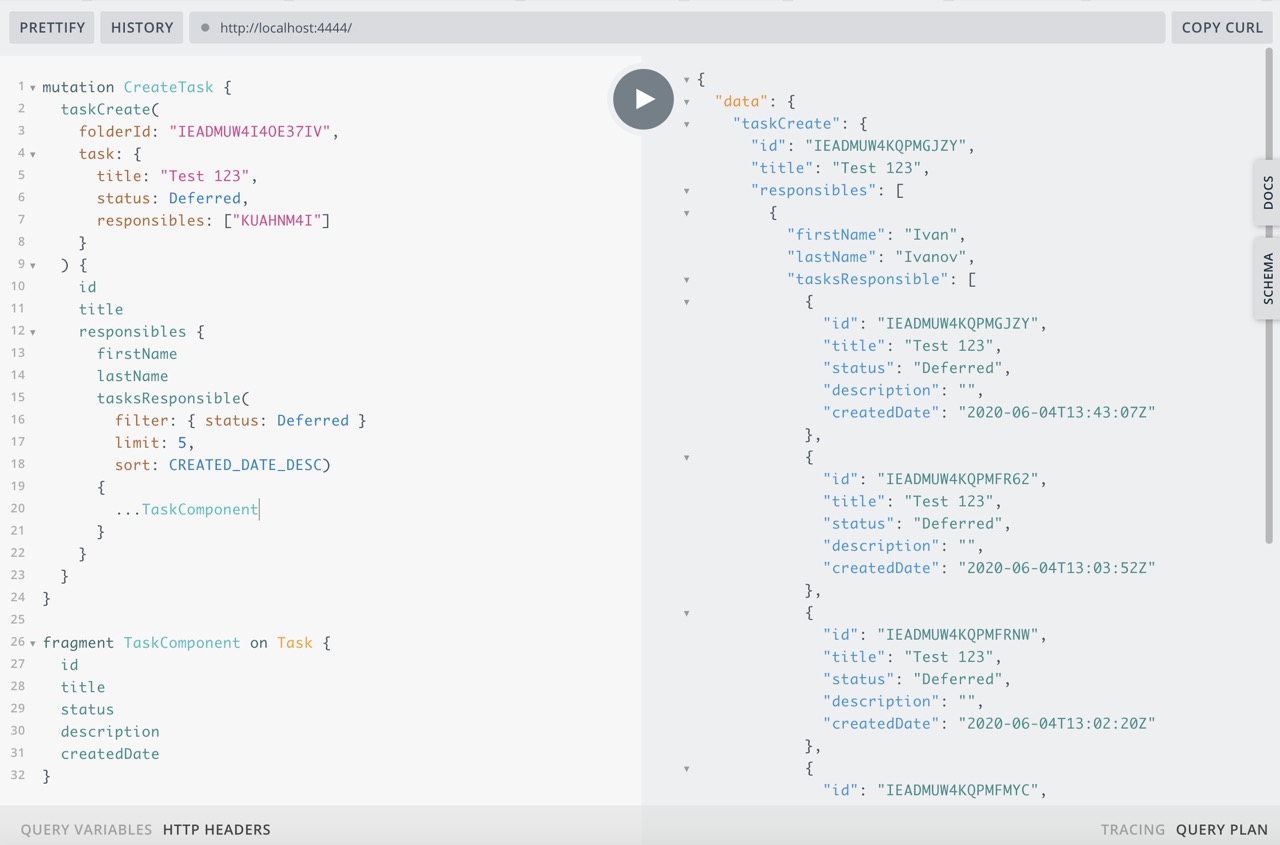 PRETTIFY HISTORY http://localhost:4444/ COPY CURL
1 mutation CreateTask {
2 taskCreate(
3 folderId: "IEADMUW4I4OE37IV",
4 task: {
5 title: "Test 123",
6 status: Deferred,
7 responsibles: ["KUAHNM4I"]
8 }
9 ) {
10 id
11 title
12 responsibles {
13 firstName
14 lastName
15 tasksResponsible(
16 filter: { status: Deferred }
17 limit: 5,
18 sort: CREATED_DATE_DESC)
19 {
20 ...TaskComponent
21 }
22 }
23 }
24 }
25
26 fragment TaskComponent on Task {
27 id
28 title
29 status
30 description
31 createdDate
32 }
{
"data": {
"taskCreate": {
"id": "IEADMUW4KQPMGJZY",
"title": "Test 123",
"responsibles": [
{
"firstName": "Ivan",
"lastName": "Ivanov",
"tasksResponsible": [
{
"id": "IEADMUW4KQPMGJZY",
"title": "Test 123",
"status": "Deferred",
"description": "",
"createdDate": "2020-06-04T13:43:07Z"
},
{
"id": "IEADMUW4KQPMFR62",
"title": "Test 123",
"status": "Deferred",
"description": "",
"createdDate": "2020-06-04T13:03:52Z"
},
{
"id": "IEADMUW4KQPMFRNW",
"title": "Test 123",
"status": "Deferred",
"description": "",
"createdDate": "2020-06-04T13:02:20Z"
},
{
"id": "IEADMUW4KQPMFMYC",
DOCS
SCHEMA
QUERY VARIABLES HTTP HEADERS
TRACING QUERY PLAN